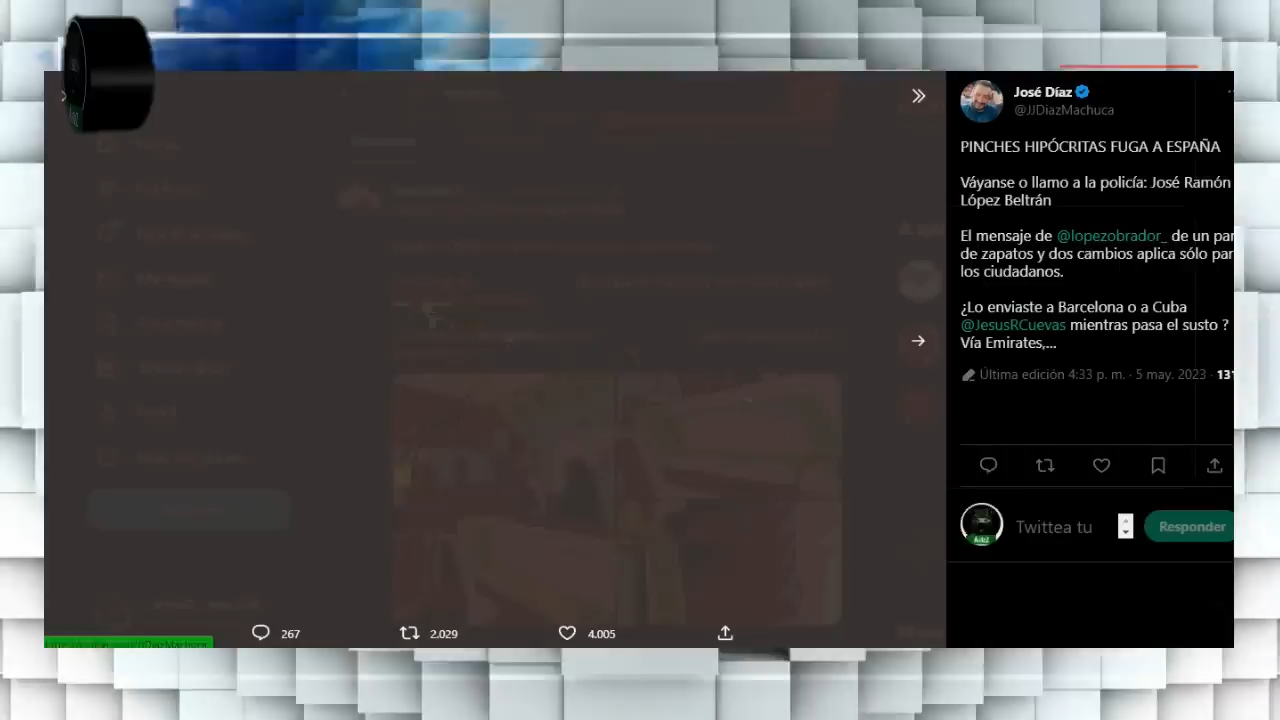 José Díaz
@JJDiazMachuca
PINCHES HIPÓCRITAS FUGA A ESPAÑA
Váyanse o llamo a la policía: José Ramón
López Beltrán
El mensaje de @lopezobrador_ de un par
de zapatos y dos cambios aplica sólo par
los ciudadanos.
¿Lo enviaste a Barcelona o a Cuba
@JesusRCuevas mientras pasa el susto ?
Vía Emirates,...
Última edición 4:33 p. m. · 5 may. 2023 · 131
Twittea tu
Responder
267
2.029
4.005